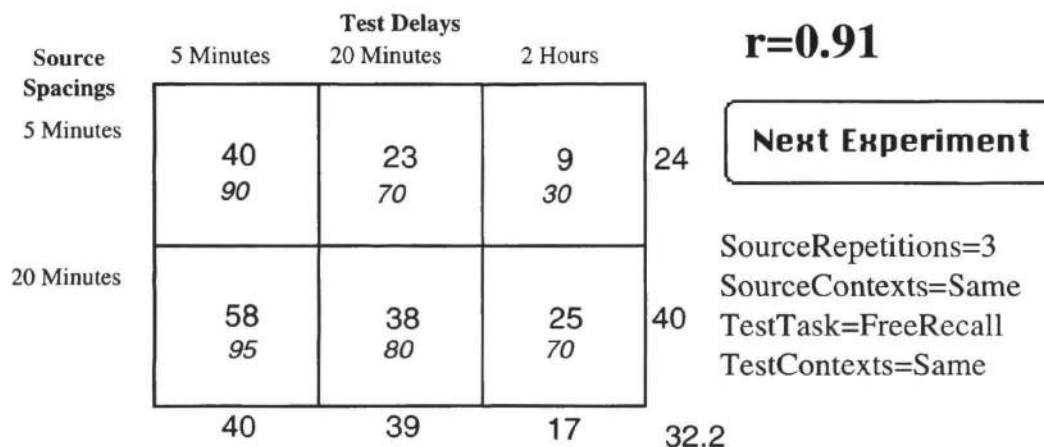 Test Delays
r=0.91
Source Spacings
5 Minutes
20 Minutes
2 Hours
5 Minutes
40
23
9
24
90
70
30
Next Experiment
20 Minutes
58
38
25
40
95
80
70
SourceRepetitions=3
SourceContexts=Same
TestTask=FreeRecall
TestContexts=Same
40
39
17
32.2